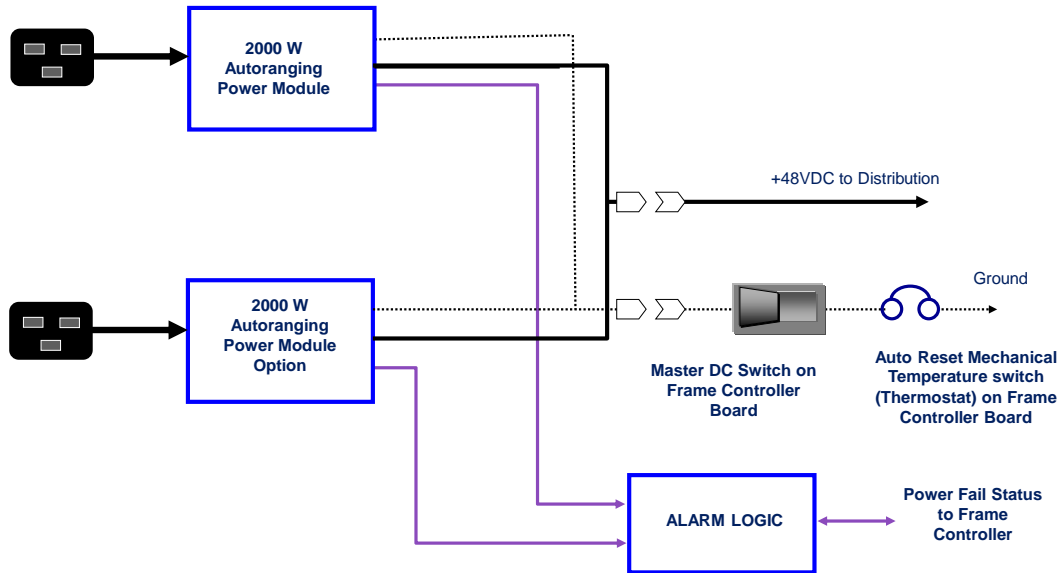 2000 W
Autoranging
Power Module
+48VDC to Distribution
2000 W
Autoranging
Power Module
Option
Ground
Master DC Switch on
Frame Controller
Board
Auto Reset Mechanical
Temperature switch
(Thermostat) on Frame
Controller Board
ALARM LOGIC
Power Fail Status
to Frame
Controller